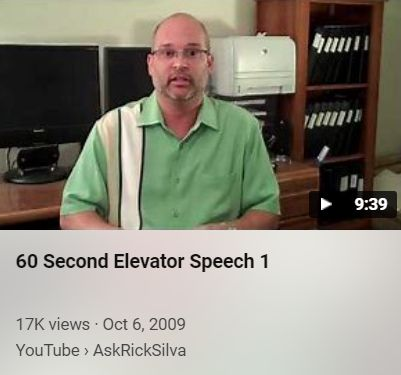 9:39
60 Second Elevator Speech 1
17K views · Oct 6, 2009
YouTube › AskRickSilva